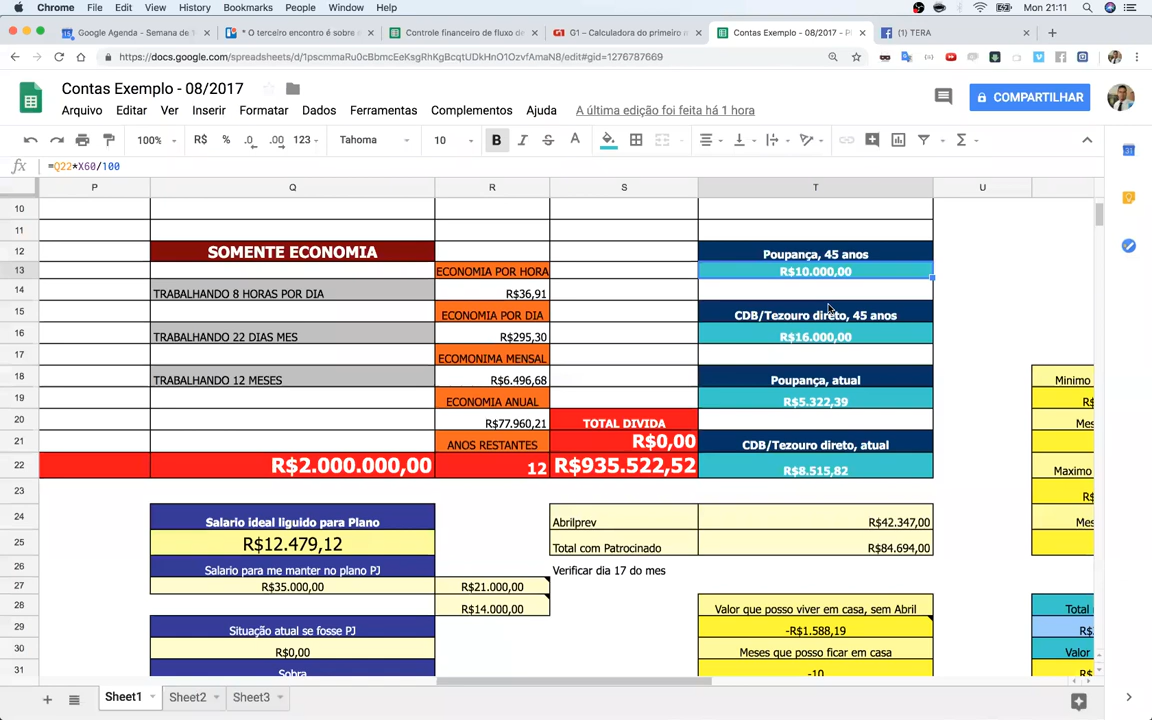 Chrome File Edit View History Bookmarks People Window Help Mon 21:11
Google Agenda - Semana de
* O terceiro encontro é sobre
Controle financeiro de fluxo de
G1 – Calculadora do primeiro
Contas Exemplo - 08/2017 -
(1) TERA
https://docs.google.com/spreadsheets/d/1pscmmaRu0cBbmcEeKsgRhKgBcqtUDkHnO1OzvfAmaN8/edit#gid=1276787669
Contas Exemplo - 08/2017
Arquivo Editar Ver Inserir Formatar Dados Ferramentas Complementos Ajuda A última edição foi feita há 1 hora
COMPARTILHAR
100% R$ % .0 .00 123 Tahoma 10 B I S A
fx =Q22*X60/100
P Q R S T U
10
11
12 SOMENTE ECONOMIA Poupança, 45 anos
13 ECONOMIA POR HORA R$10.000,00
14 TRABALHANDO 8 HORAS POR DIA R$36,91
15 ECONOMIA POR DIA CDB/Tezouro direto, 45 anos
16 TRABALHANDO 22 DIAS MES R$295,30 R$16.000,00
17 ECOMONIMA MENSAL
18 TRABALHANDO 12 MESES R$6.496,68 Poupança, atual Minimo
19 ECONOMIA ANUAL R$5.322,39 R$
20 R$77.960,21 TOTAL DIVIDA Mes
21 ANOS RESTANTES R$0,00 CDB/Tezouro direto, atual
22 R$2.000.000,00 12 R$935.522,52 R$8.515,82 Maximo
23 R$
24 Salario ideal liguido para Plano Abrilprev R$42.347,00 Mes
25 R$12.479,12 Total com Patrocinado R$84.694,00
26 Salario para me manter no plano PJ Verificar dia 17 do mes
27 R$35.000,00 R$21.000,00
28 R$14.000,00 Valor que posso viver em casa, sem Abril Total
29 Situação atual se fosse PJ -R$1.588,19 R$
30 R$0,00 Meses que posso ficar em casa Valor
31 Sobra -10 R$
Sheet1 Sheet2 Sheet3